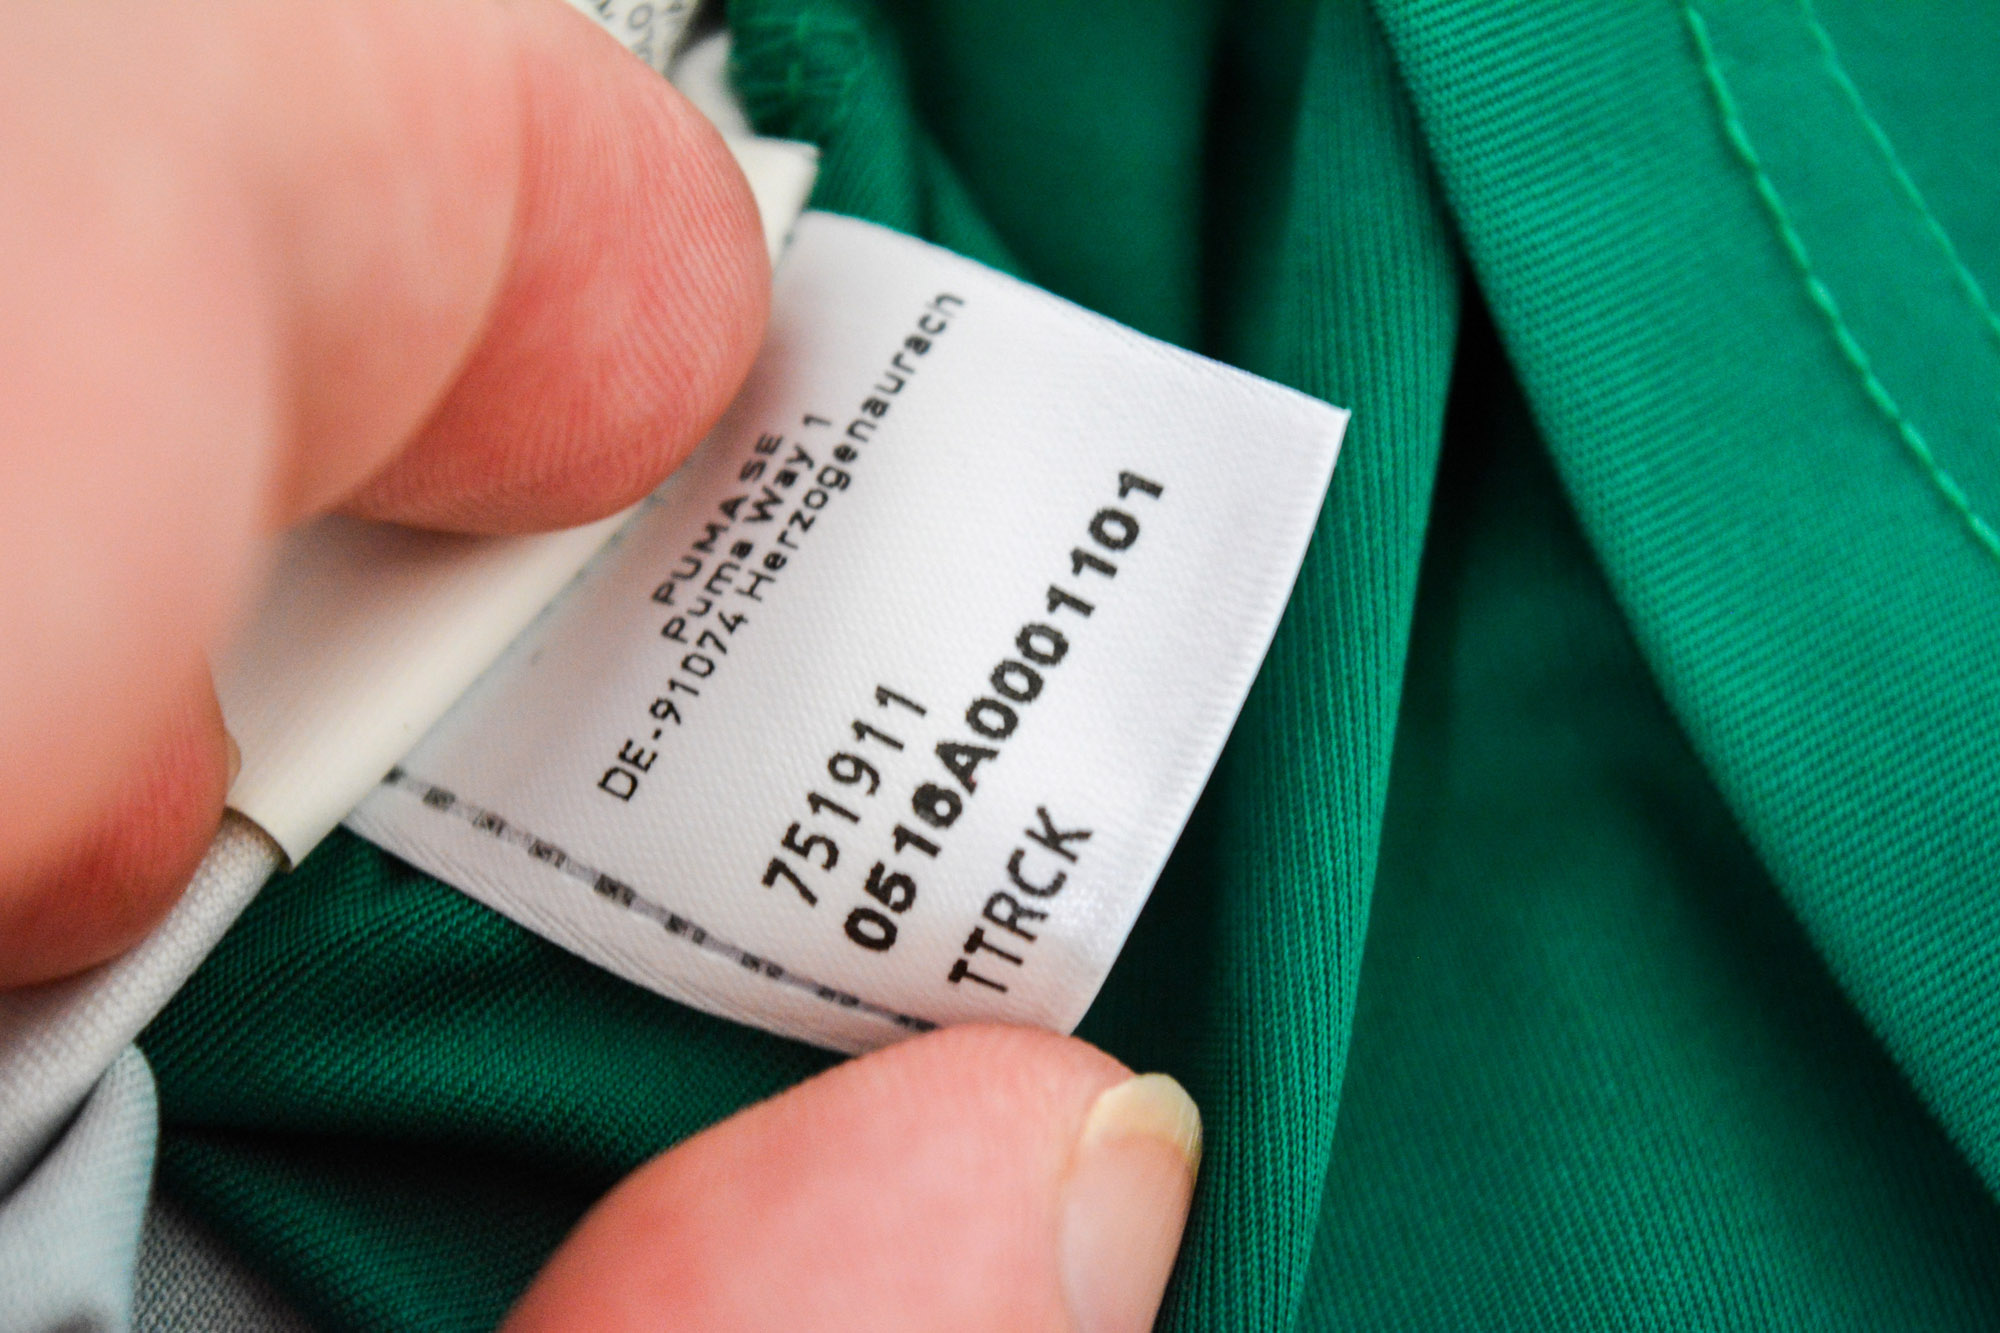 PUMA SE
Puma Way 1
DE-91074 Herzogenaurach
751911
0518A0001101
TTRCK